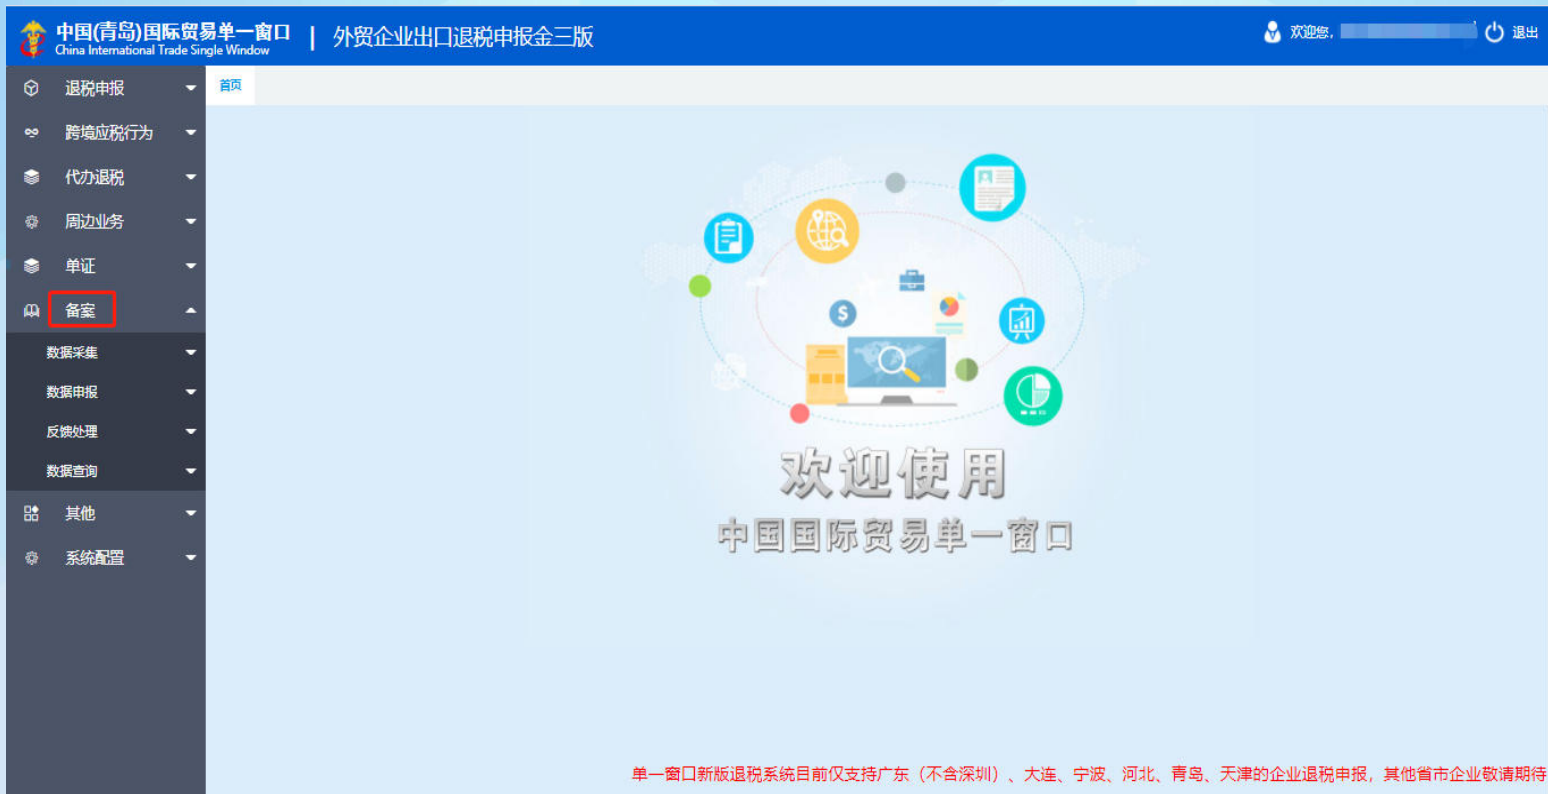 中国(青岛)国际贸易单一窗口
China International Trade Single Window
外贸企业出口退税申报金三版
欢迎您,
退出
退税申报
首页
跨境应税行为
代办退税
周边业务
单证
备案
数据采集
数据申报
反馈处理
数据查询
其他
系统配置
欢迎使用
中国国际贸易单一窗口
单一窗口新版退税系统目前仅支持广东（不含深圳）、大连、宁波、河北、青岛、天津的企业退税申报，其他省市企业敬请期待